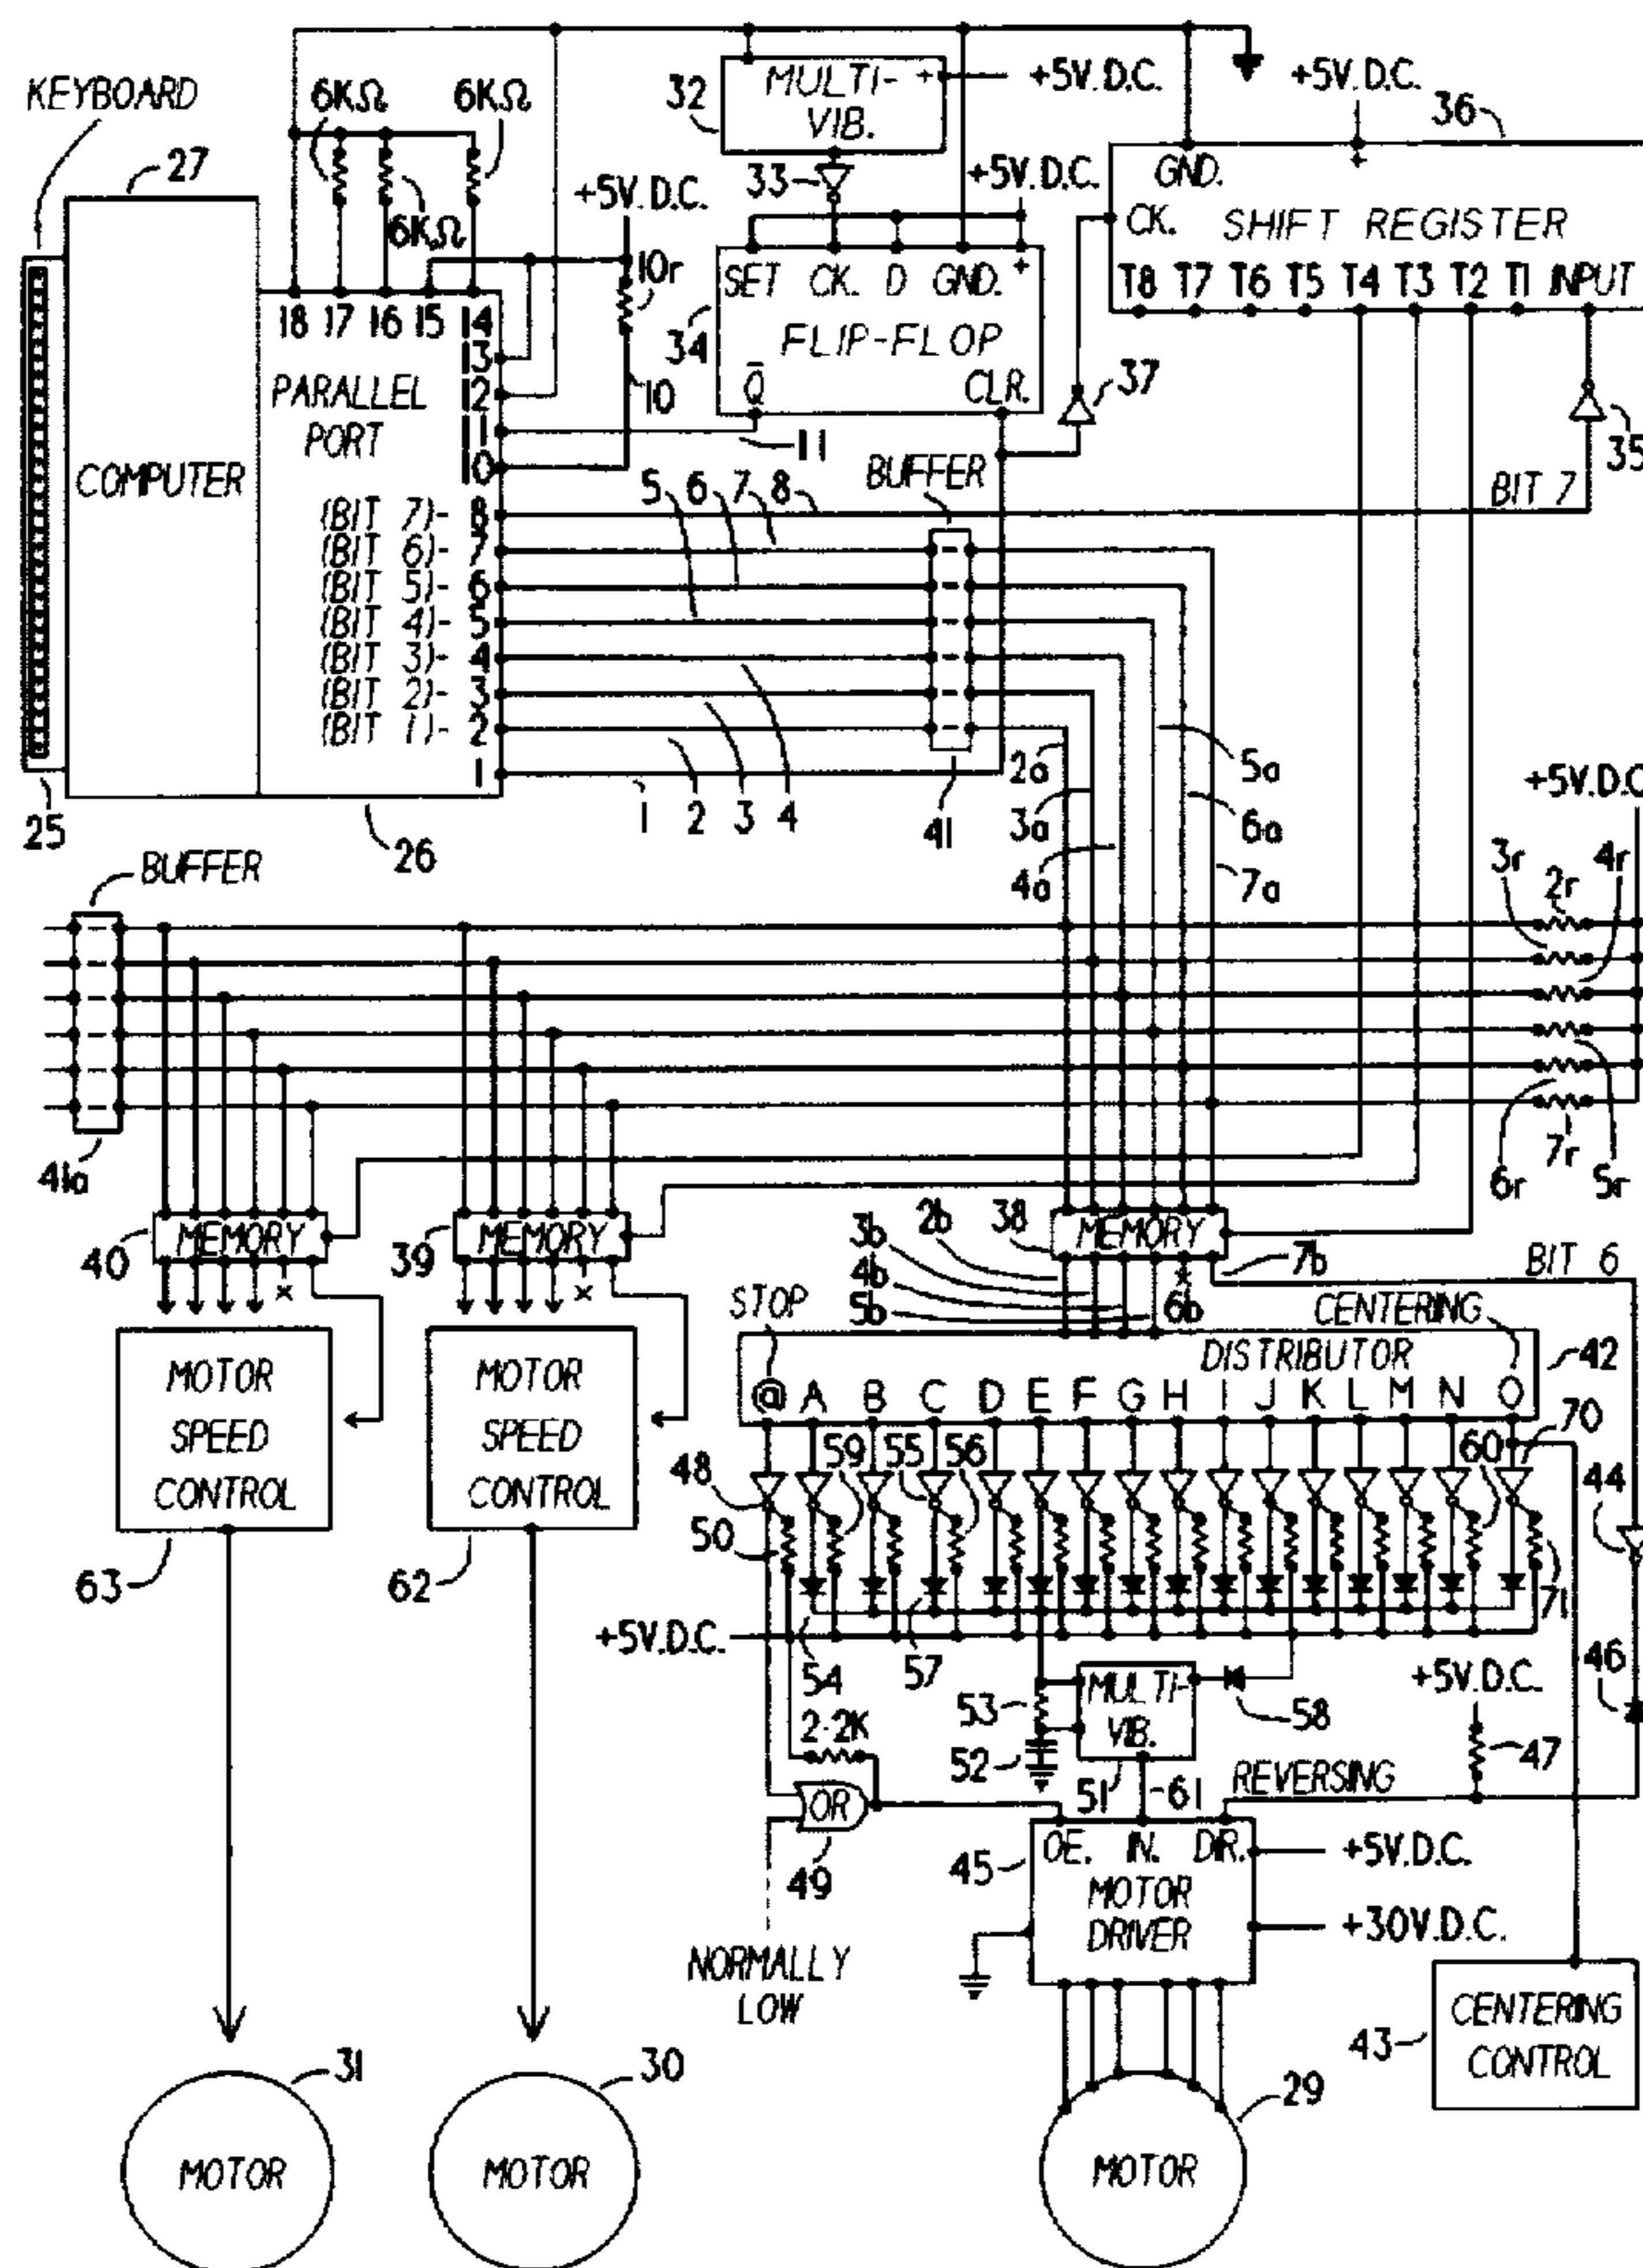 KEYBOARD
27
6KΩ
6KΩ
6KΩ
+5V.D.C.
32
MULTI- +
VIB.
+5V.D.C.
+5V.D.C.
36
33
+5V.D.C.
GND. +
CK. SHIFT REGISTER
T8 T7 T6 T5 T4 T3 T2 T1 INPUT
10r
SET CK. D GND. +
34
FLIP-FLOP
Q̅ CLR.
37
35
18 17 16 15 14
13
12
11
10
PARALLEL
PORT
COMPUTER
10
11
BUFFER
BIT 7
5 6 7 8
(BIT 7)- 8
(BIT 6)- 7
(BIT 5)- 6
(BIT 4)- 5
(BIT 3)- 4
(BIT 2)- 3
(BIT 1)- 2
1
25
26
1 2 3 4
41
2a
3a
4a
5a
6a
7a
+5V.D.C
BUFFER
3r
2r
4r
6r
7r
5r
41a
40
MEMORY
39
MEMORY
38
MEMORY
2b
3b
4b
5b
x
x
x
6b
7b
BIT 6
STOP
CENTERING
DISTRIBUTOR
42
@ A B C D E F G H I J K L M N O
MOTOR
SPEED
CONTROL
63
MOTOR
SPEED
CONTROL
62
48
59
55
56
60
70
44
50
71
+5V.D.C.
54
57
46
2.2K
53
52
MULTI-
VIB.
58
51
61
+5V.D.C.
47
REVERSING
OR
49
NORMALLY
LOW
45
OE. IN. DIR.
MOTOR
DRIVER
+5V.D.C.
+30V.D.C.
43
CENTERING
CONTROL
31
MOTOR
30
MOTOR
29
MOTOR